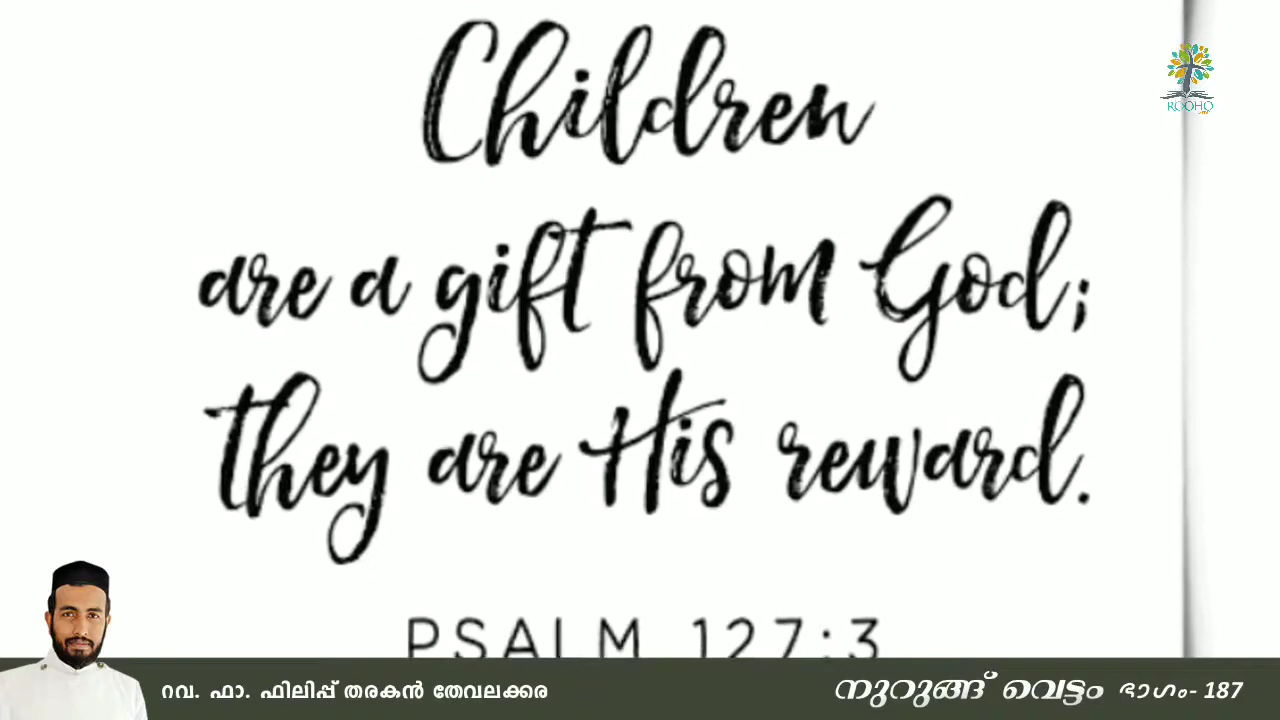 Children
are a gift from God;
they are His reward.
PSALM 127:3
ROOHO
റവ. ഫാ. ഫിലിപ്പ് തരകൻ തേവലക്കര
നുറുങ്ങ് വെട്ടം ഭാഗം- 187